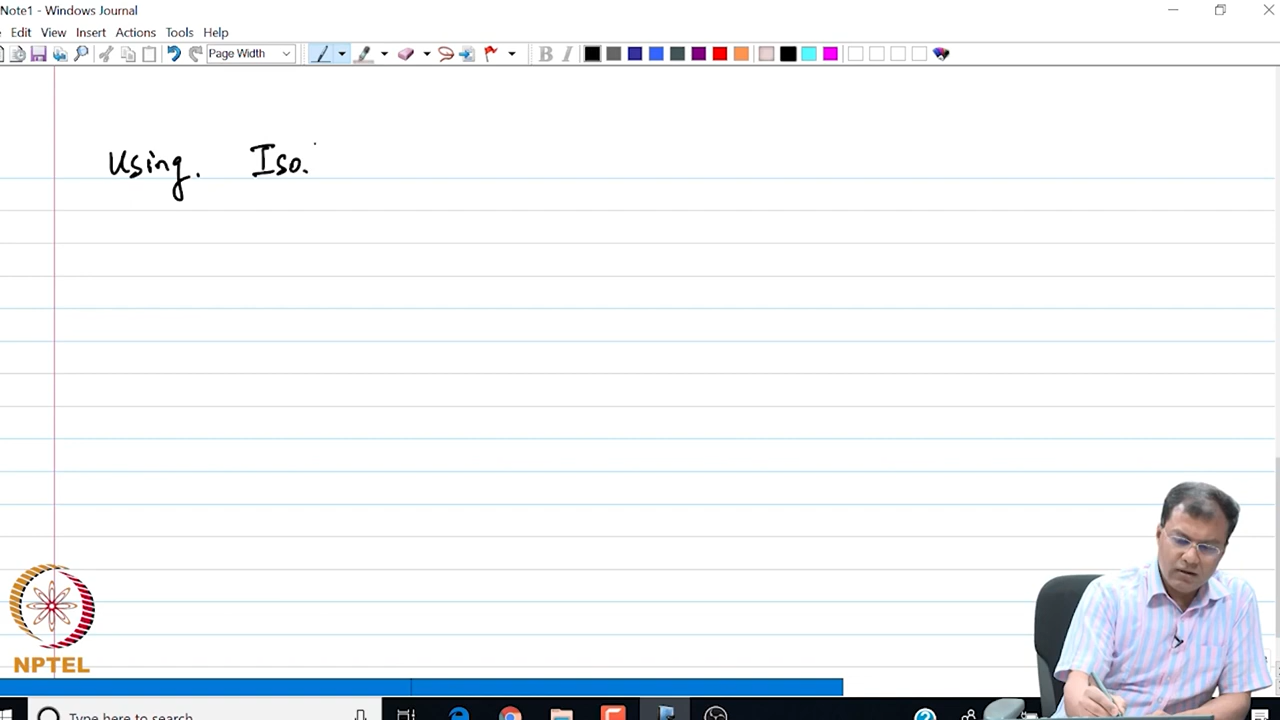 Note1 - Windows Journal
Edit View Insert Actions Tools Help
Page Width
B I
Using. Iso.
NPTEL
Type here to search